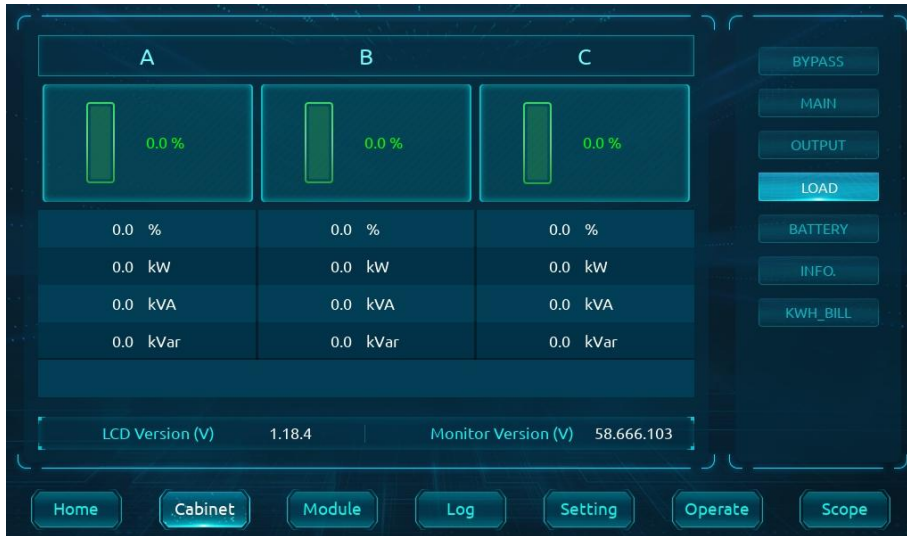 A B C
BYPASS
MAIN
0.0 % 0.0 % 0.0 %
OUTPUT
LOAD
0.0 % 0.0 % 0.0 %
BATTERY
0.0 kW 0.0 kW 0.0 kW
INFO.
0.0 kVA 0.0 kVA 0.0 kVA
KWH_BILL
0.0 kVar 0.0 kVar 0.0 kVar
LCD Version (V) 1.18.4 Monitor Version (V) 58.666.103
Home Cabinet Module Log Setting Operate Scope